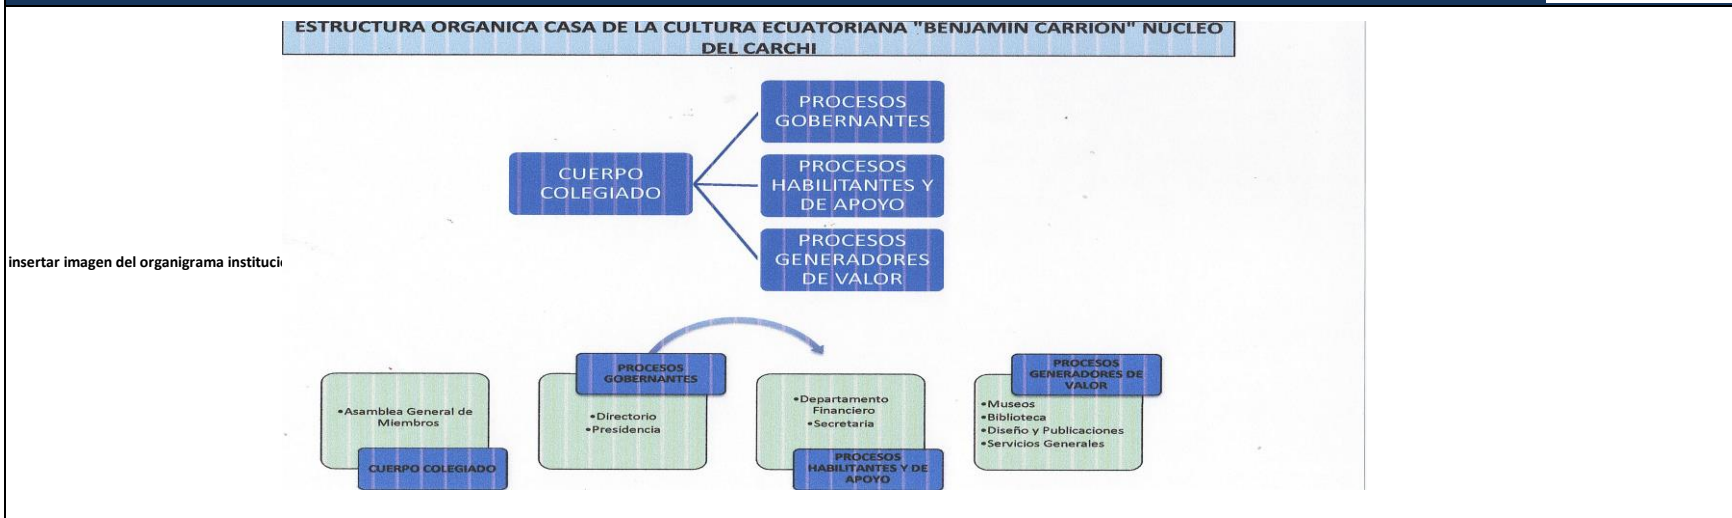 ESTRUCTURA ORGANICA CASA DE LA CULTURA ECUATORIANA "BENJAMIN CARRION" NUCLEO
DEL CARCHI
PROCESOS
GOBERNANTES
CUERPO
COLEGIADO
PROCESOS
HABILITANTES Y
DE APOYO
PROCESOS
GENERADORES
DE VALOR
insertar imagen del organigrama instituci
PROCESOS
GOBERNANTES
PROCESOS
GENERADORES DE
VALOR
•Asamblea General de
Miembros
CUERPO COLEGIADO
•Directorio
•Presidencia
•Departamento
Financiero
•Secretaria
PROCESOS
HABILITANTES Y DE
APOYO
•Museos
•Biblioteca
•Diseño y Publicaciones
•Servicios Generales